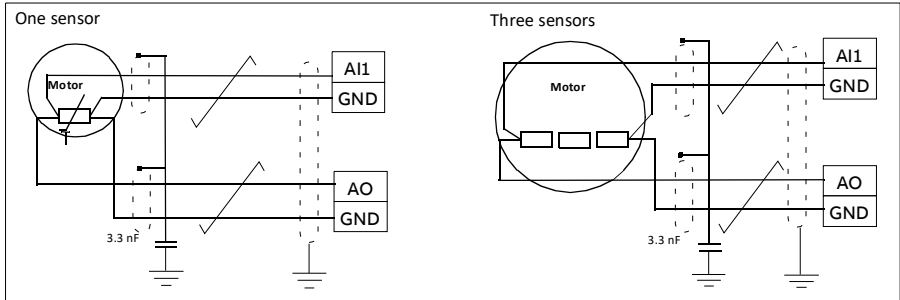 One sensor
Motor
AI1
GND
AO
GND
3.3 nF
Three sensors
Motor
AI1
GND
AO
GND
3.3 nF